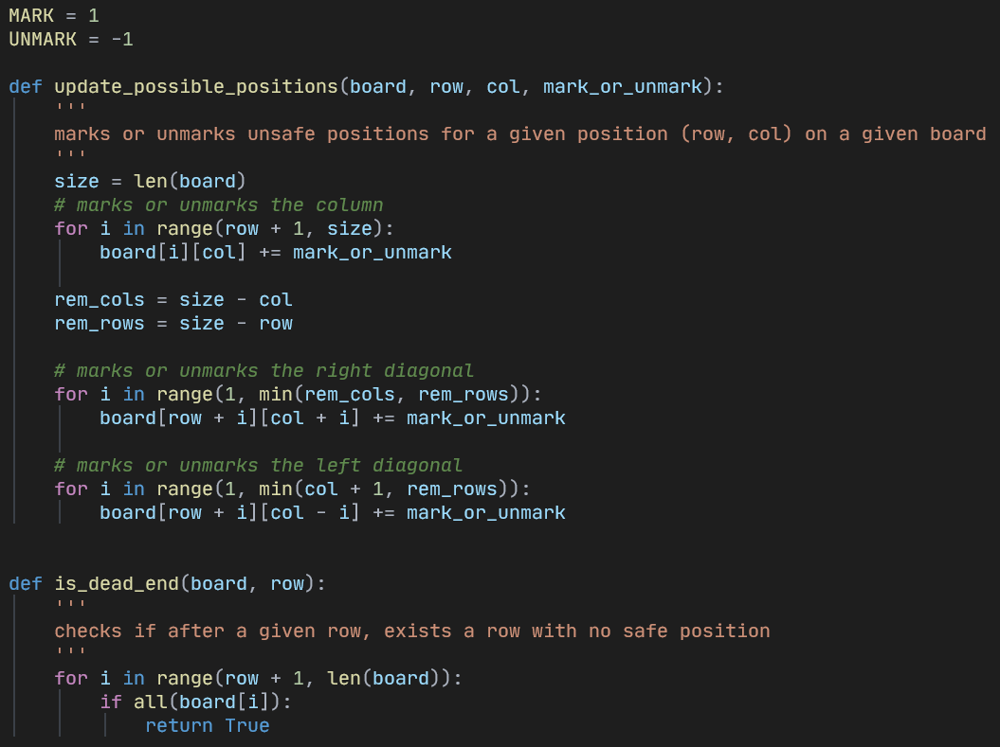 MARK = 1
UNMARK = -1

def update_possible_positions(board, row, col, mark_or_unmark):
    '''
    marks or unmarks unsafe positions for a given position (row, col) on a given board
    '''
    size = len(board)
    # marks or unmarks the column
    for i in range(row + 1, size):
        board[i][col] += mark_or_unmark

    rem_cols = size - col
    rem_rows = size - row

    # marks or unmarks the right diagonal
    for i in range(1, min(rem_cols, rem_rows)):
        board[row + i][col + i] += mark_or_unmark

    # marks or unmarks the left diagonal
    for i in range(1, min(col + 1, rem_rows)):
        board[row + i][col - i] += mark_or_unmark


def is_dead_end(board, row):
    '''
    checks if after a given row, exists a row with no safe position
    '''
    for i in range(row + 1, len(board)):
        if all(board[i]):
            return True